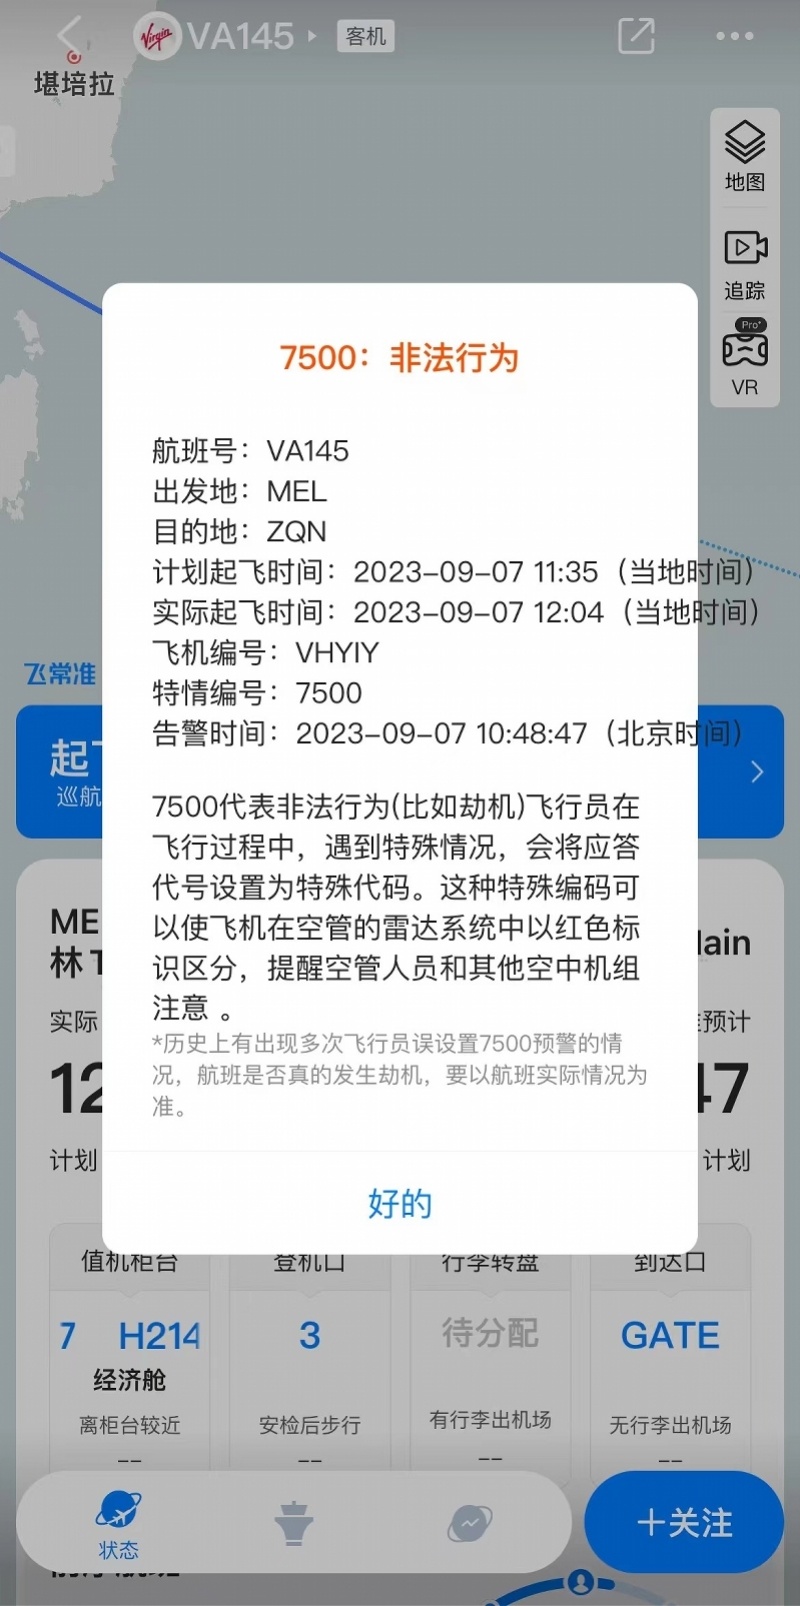 Virgin
VA145
客机
堪培拉
地图
追踪
Pro+
VR
7500：非法行为
航班号：VA145
出发地：MEL
目的地：ZQN
计划起飞时间：2023-09-07 11:35（当地时间）
实际起飞时间：2023-09-07 12:04（当地时间）
飞机编号：VHYIY
特情编号：7500
告警时间：2023-09-07 10:48:47（北京时间）
飞常准
起
巡航
7500代表非法行为(比如劫机)飞行员在
飞行过程中，遇到特殊情况，会将应答
代号设置为特殊代码。这种特殊编码可
以使飞机在空管的雷达系统中以红色标
识区分，提醒空管人员和其他空中机组
注意 。
*历史上有出现多次飞行员误设置7500预警的情
况，航班是否真的发生劫机，要以航班实际情况为
准。
好的
ME
林 T
实际
12
计划
ain
预计
47
计划
值机柜台
登机口
行李转盘
到达口
7 H214
3
待分配
GATE
经济舱
离柜台较近
安检后步行
有行李出机场
无行李出机场
--
--
--
--
状态
+关注